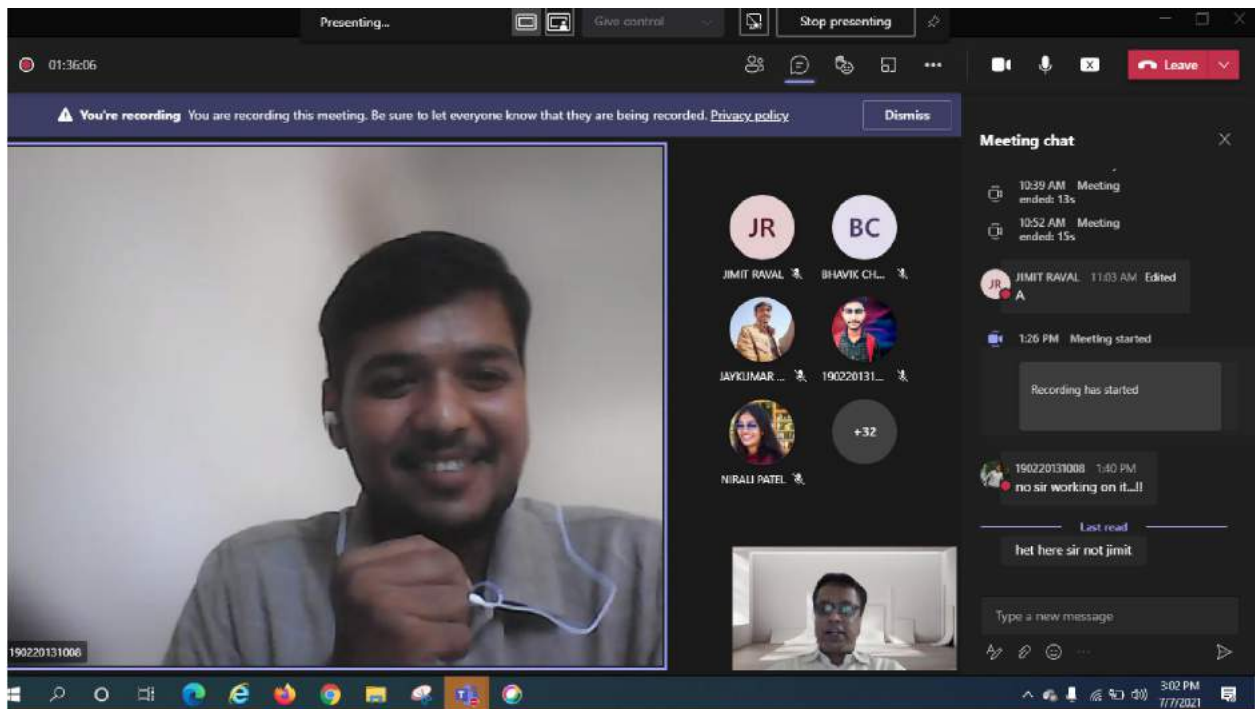 Presenting...
Give control
Stop presenting
01:36:06
Leave
You're recording You are recording this meeting. Be sure to let everyone know that they are being recorded. Privacy policy
Dismiss
JR
BC
JIMIT RAVAL
BHAVIK CH...
JAYKUMAR ...
190220131...
NIRALI PATEL
+32
190220131008
Meeting chat
10:39 AM Meeting
ended: 13s
10:52 AM Meeting
ended: 15s
JR
JIMIT RAVAL 11:03 AM Edited
A
1:26 PM Meeting started
Recording has started
190220131008 1:40 PM
no sir working on it...!!
Last read
het here sir not jimit
Type a new message
3:02 PM
7/7/2021